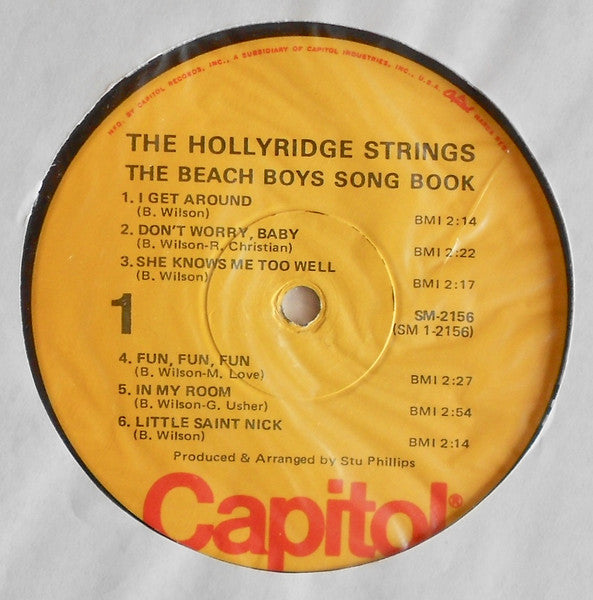 MFG. BY CAPITOL RECORDS, INC., A SUBSIDIARY OF CAPITOL INDUSTRIES, INC., U.S.A.
Capitol
THE HOLLYRIDGE STRINGS
THE BEACH BOYS SONG BOOK
1. I GET AROUND
(B. Wilson) BMI 2:14
2. DON'T WORRY, BABY
(B. Wilson-R. Christian) BMI 2:22
3. SHE KNOWS ME TOO WELL
(B. Wilson) BMI 2:17
1
SM-2156
(SM 1-2156)
4. FUN, FUN, FUN
(B. Wilson-M. Love) BMI 2:27
5. IN MY ROOM
(B. Wilson-G. Usher) BMI 2:54
6. LITTLE SAINT NICK
(B. Wilson) BMI 2:14
Produced & Arranged by Stu Phillips
Capitol®